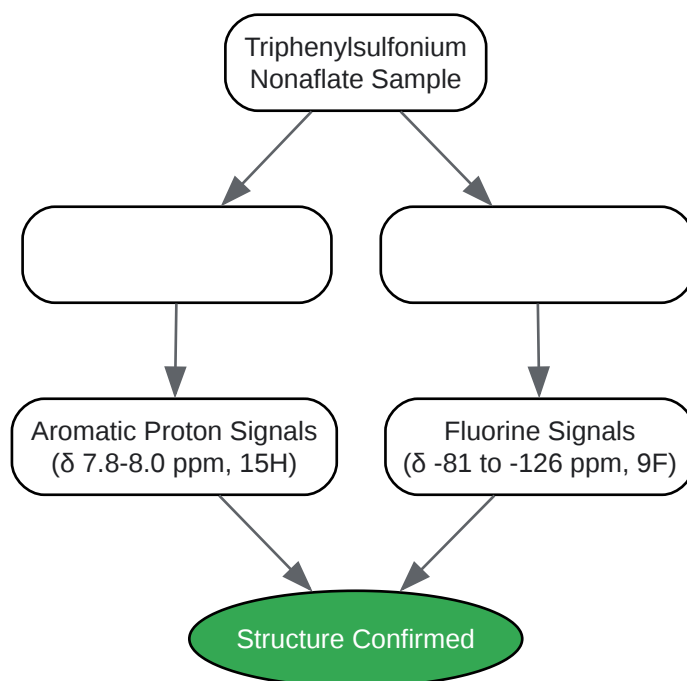 Triphenylsulfonium
Nonaflate Sample
Aromatic Proton Signals
(δ 7.8-8.0 ppm, 15H)
Fluorine Signals
(δ -81 to -126 ppm, 9F)
Structure Confirmed